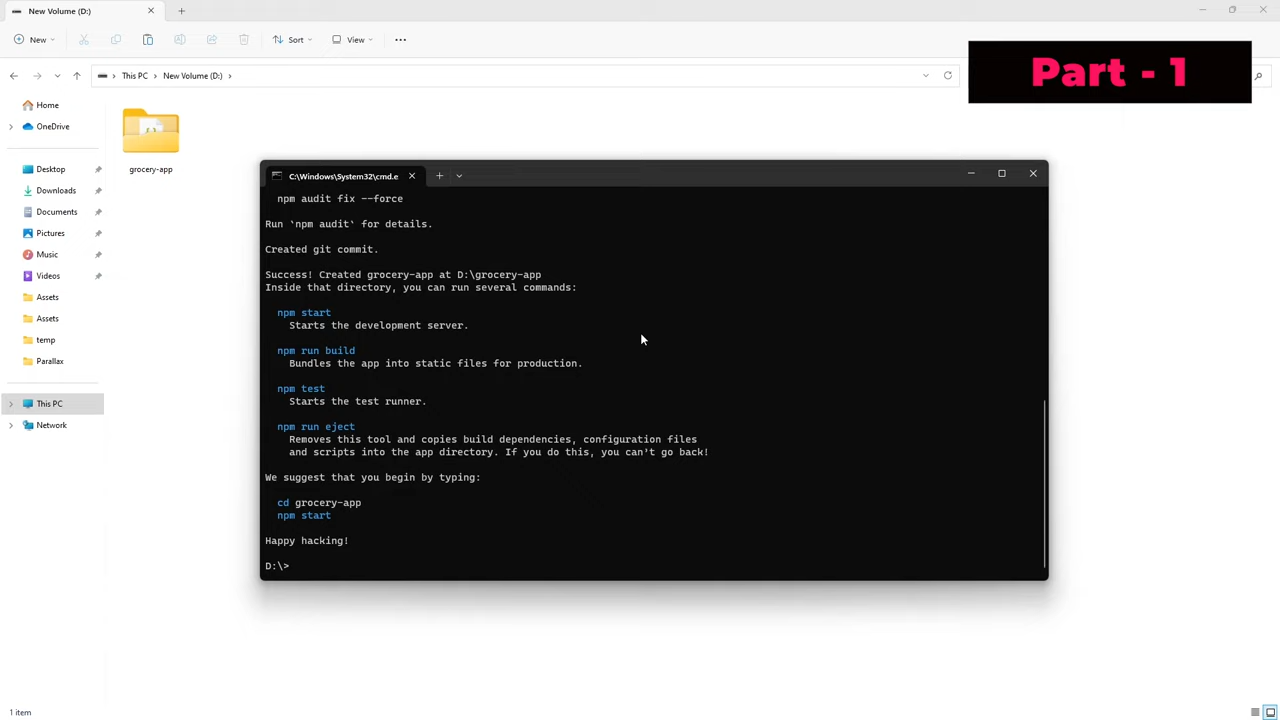 New Volume (D:)
New
Sort
View
This PC > New Volume (D:) >
Part - 1
Home
OneDrive
Desktop
Downloads
Documents
Pictures
Music
Videos
Assets
Assets
temp
Parallax
This PC
Network
grocery-app
C:\Windows\System32\cmd.e
npm audit fix --force
Run `npm audit` for details.
Created git commit.
Success! Created grocery-app at D:\grocery-app
Inside that directory, you can run several commands:
npm start
Starts the development server.
npm run build
Bundles the app into static files for production.
npm test
Starts the test runner.
npm run eject
Removes this tool and copies build dependencies, configuration files
and scripts into the app directory. If you do this, you can't go back!
We suggest that you begin by typing:
cd grocery-app
npm start
Happy hacking!
D:\>
1 item